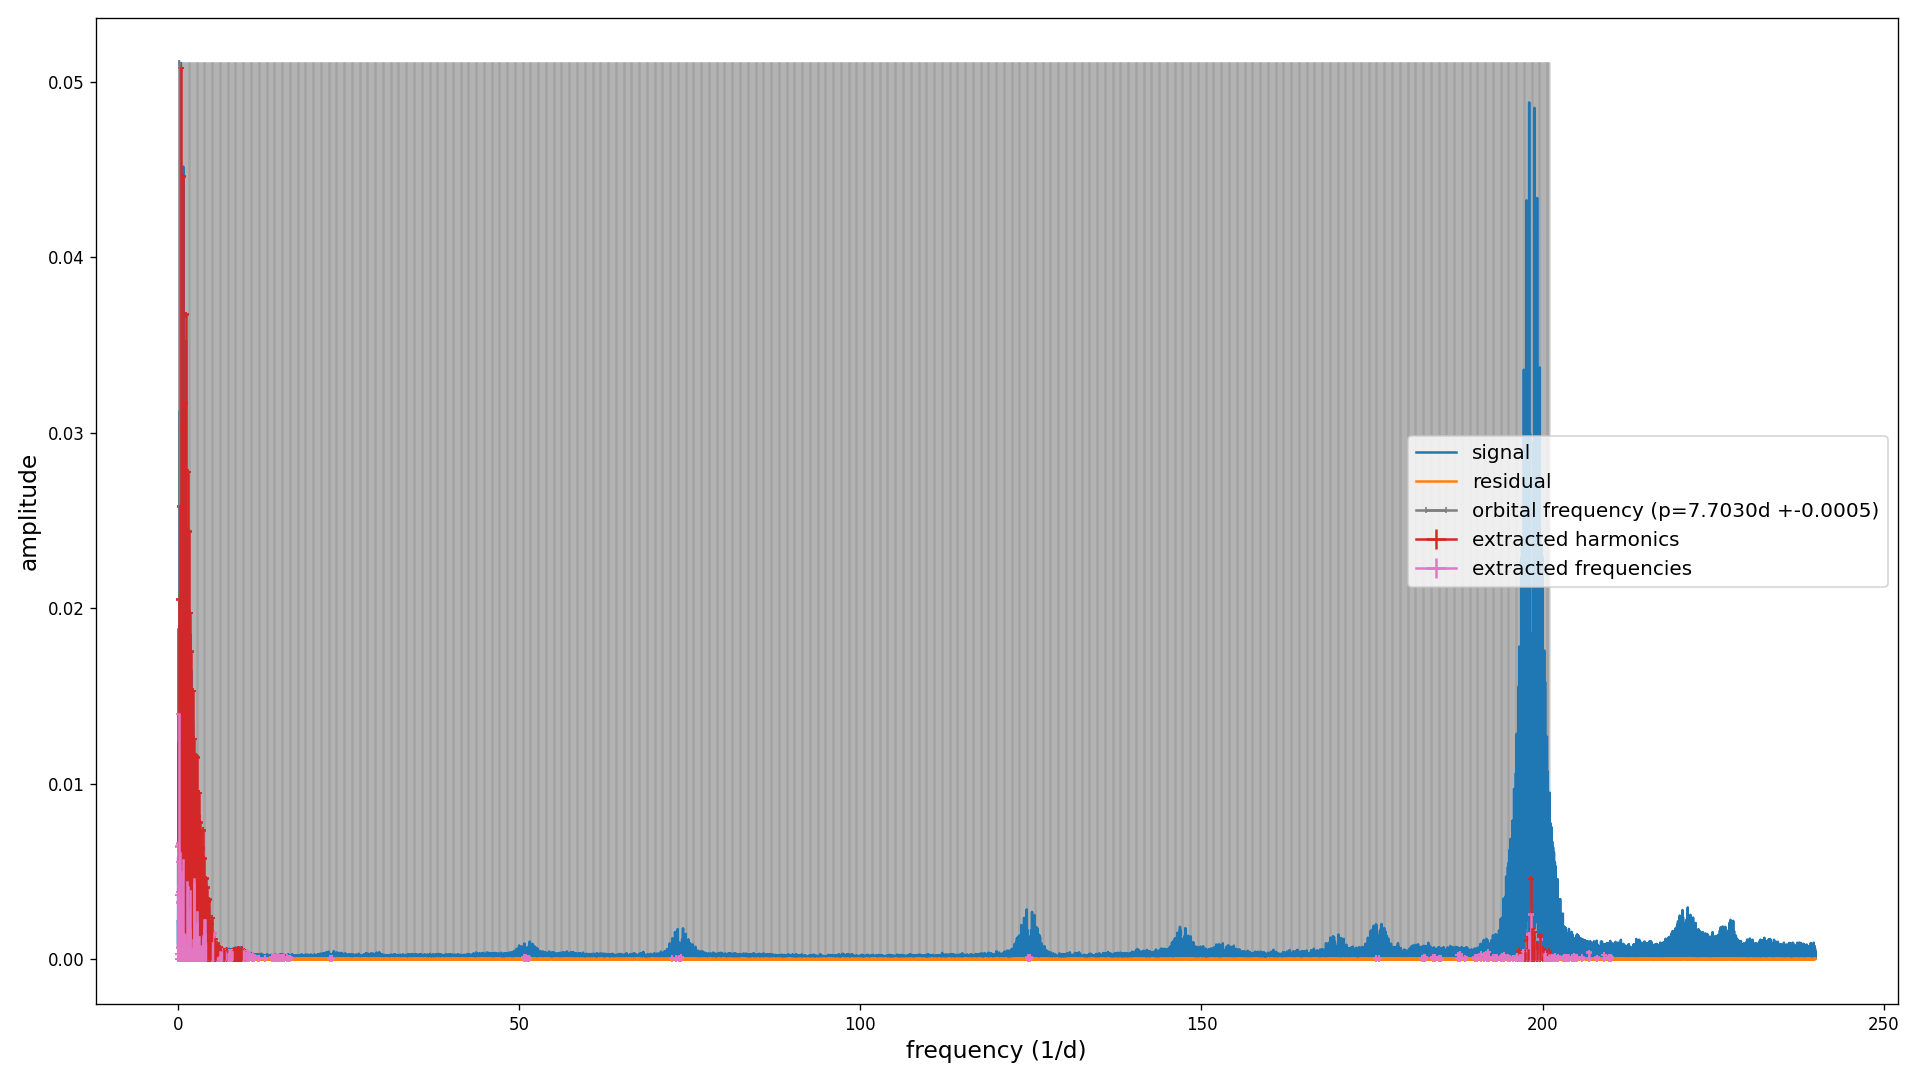 0.05
0.04
0.03
0.02
0.01
0.00
amplitude
signal
residual
orbital frequency (p=7.7030d +-0.0005)
extracted harmonics
extracted frequencies
0 50 100 150 200 250
frequency (1/d)